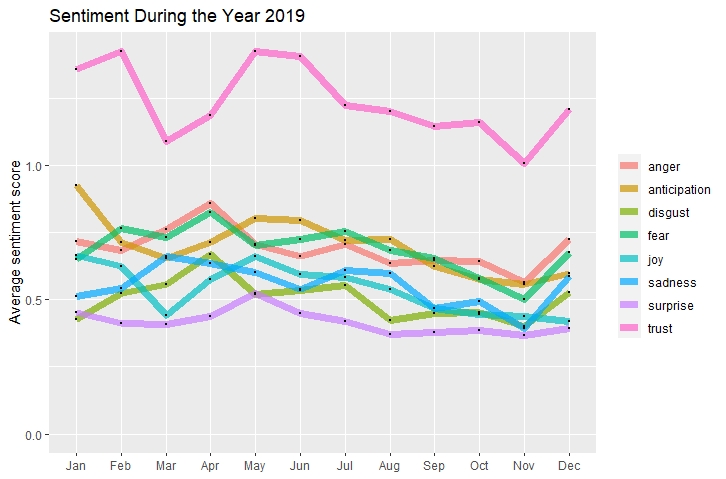 Sentiment During the Year 2019
Average sentiment score
1.0
0.5
0.0
Jan Feb Mar Apr May Jun Jul Aug Sep Oct Nov Dec
anger
anticipation
disgust
fear
joy
sadness
surprise
trust